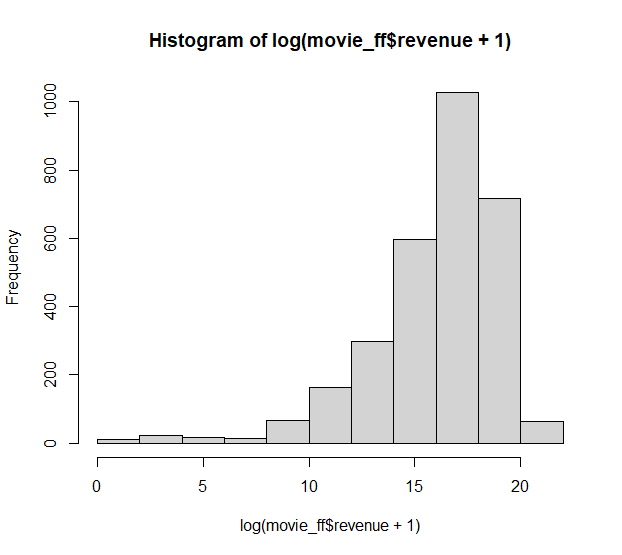 Histogram of log(movie_ff$revenue + 1)
Frequency
1000
800
600
400
200
0
0 5 10 15 20
log(movie_ff$revenue + 1)